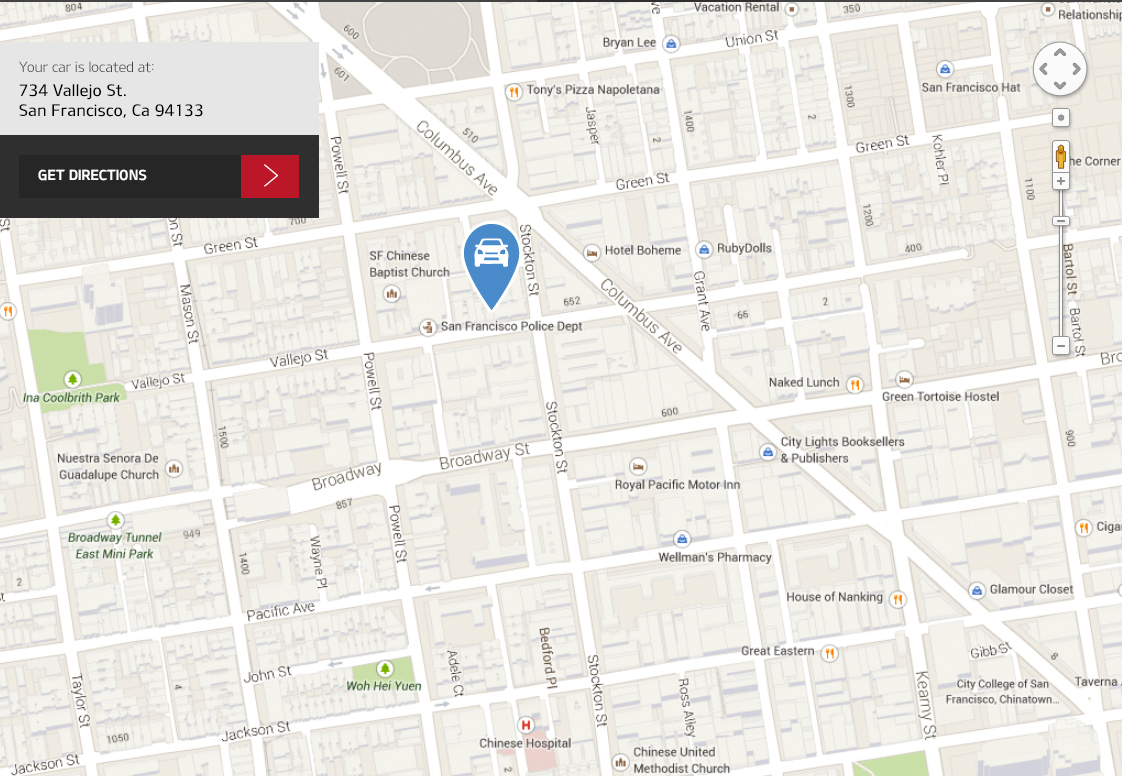 804
Vacation Rental
350
Relationship
600
Bryan Lee
Union St
Your car is located at:
734 Vallejo St.
San Francisco, Ca 94133
601
Tony's Pizza Napoletana
1300
San Francisco Hat
Columbus Ave
510
Jasper
2
1400
2
Green St
Kohler Pl
The Corner
GET DIRECTIONS
Powell St
Green St
1100
700
1200
Green St
SF Chinese
Baptist Church
Stockton St
Hotel Boheme
RubyDolls
400
Bartol St
Mason St
652
Columbus Ave
Grant Ave
66
2
Bartol St
San Francisco Police Dept
Vallejo St
Vallejo St
Powell St
Ina Coolbrith Park
Naked Lunch
Green Tortoise Hostel
Bro
1500
Stockton St
600
900
Nuestra Senora De
Guadalupe Church
Broadway
Broadway St
City Lights Booksellers
& Publishers
Royal Pacific Motor Inn
857
Broadway Tunnel
East Mini Park
949
Powell St
Wayne Pl
1400
Cigar
Wellman's Pharmacy
2
Pacific Ave
House of Nanking
Glamour Closet
Bedford Pl
Adele Ct
Stockton St
Great Eastern
Gibb St
8
John St
Woh Hei Yuen
Taylor St
4
Ross Alley
Kearny St
City College of San
Francisco, Chinatown...
Taverna
1050
Jackson St
H
Chinese Hospital
Chinese United
Methodist Church
2
Jackson St